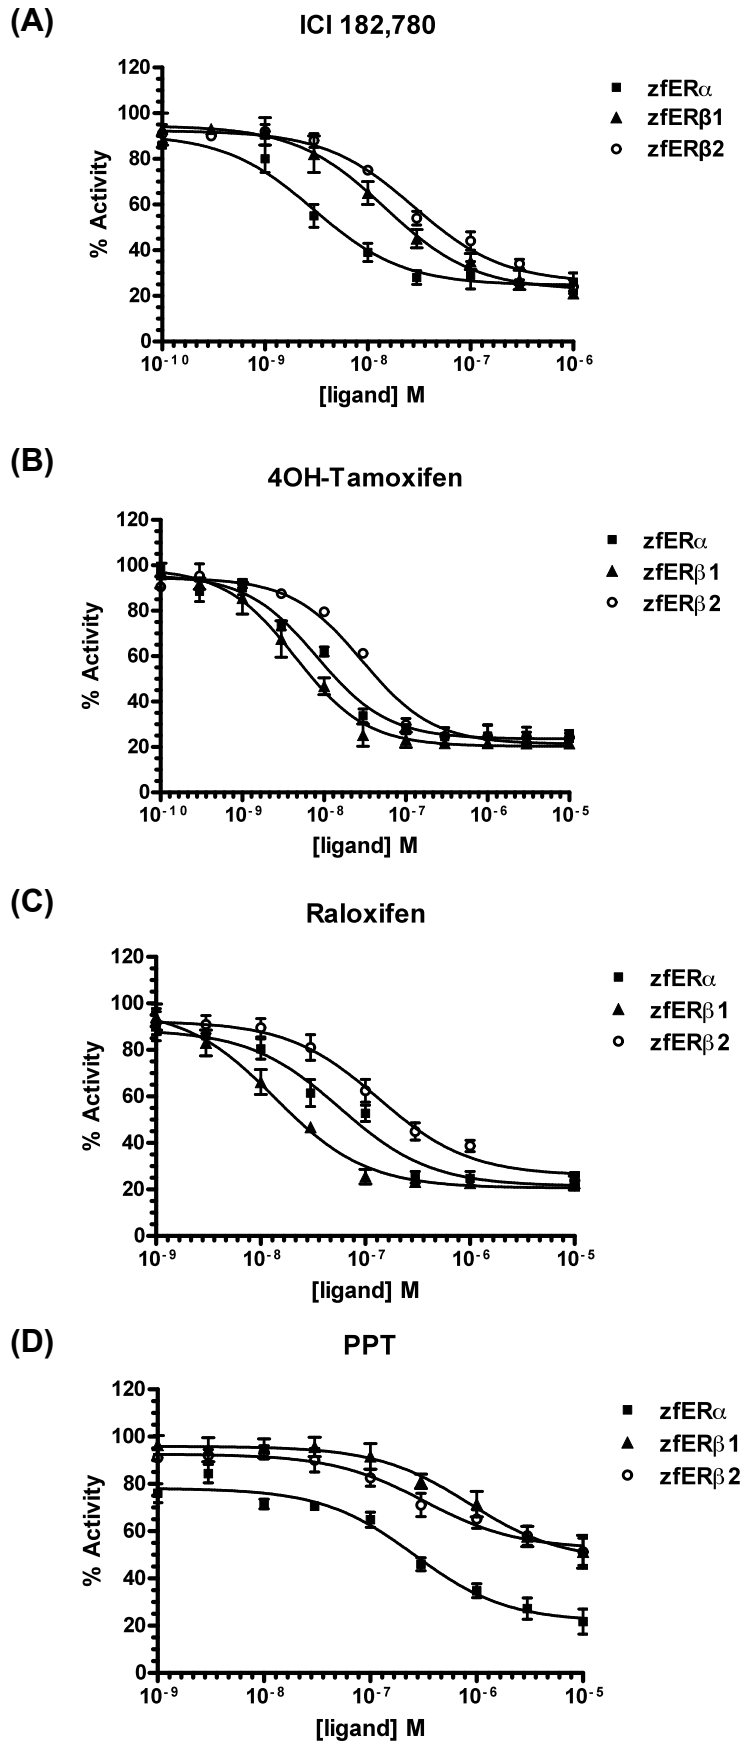 (A)
ICI 182,780
120
100
80
60
40
20
0
% Activity
10-10
10-9
10-8
10-7
10-6
[ligand] M
zfERα
zfERβ1
zfERβ2
(B)
4OH-Tamoxifen
120
100
80
60
40
20
0
% Activity
10-10
10-9
10-8
10-7
10-6
10-5
[ligand] M
zfERα
zfERβ1
zfERβ2
(C)
Raloxifen
120
100
80
60
40
20
0
% Activity
10-9
10-8
10-7
10-6
10-5
[ligand] M
zfERα
zfERβ1
zfERβ2
(D)
PPT
120
100
80
60
40
20
0
% Activity
10-9
10-8
10-7
10-6
10-5
[ligand] M
zfERα
zfERβ1
zfERβ2